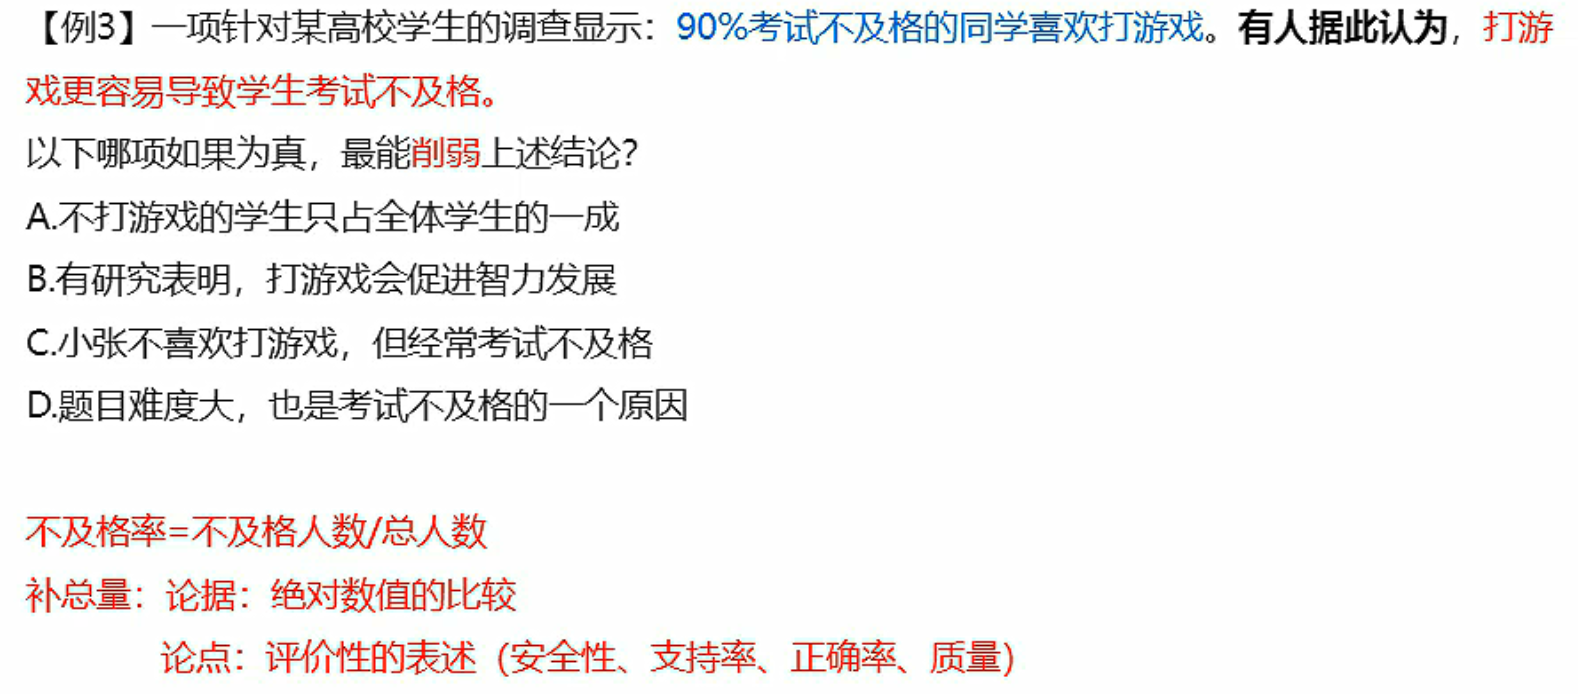 【例3】一项针对某高校学生的调查显示：90%考试不及格的同学喜欢打游戏。有人据此认为，打游
戏更容易导致学生考试不及格。
以下哪项如果为真，最能削弱上述结论？
A.不打游戏的学生只占全体学生的一成
B.有研究表明，打游戏会促进智力发展
C.小张不喜欢打游戏，但经常考试不及格
D.题目难度大，也是考试不及格的一个原因
不及格率=不及格人数/总人数
补总量：论据：绝对数值的比较
论点：评价性的表述（安全性、支持率、正确率、质量）